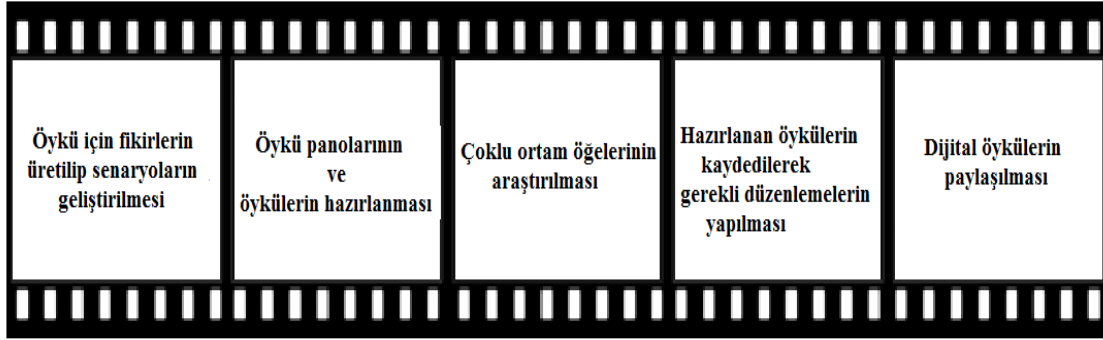 Öykü için fikirlerin
üretilip senaryoların
geliştirilmesi
Öykü panolarının
ve
öykülerin hazırlanması
Çoklu ortam öğelerinin
araştırılması
Hazırlanan öykülerin
kaydedilerek
gerekli düzenlemelerin
yapılması
Dijital öykülerin
paylaşılması